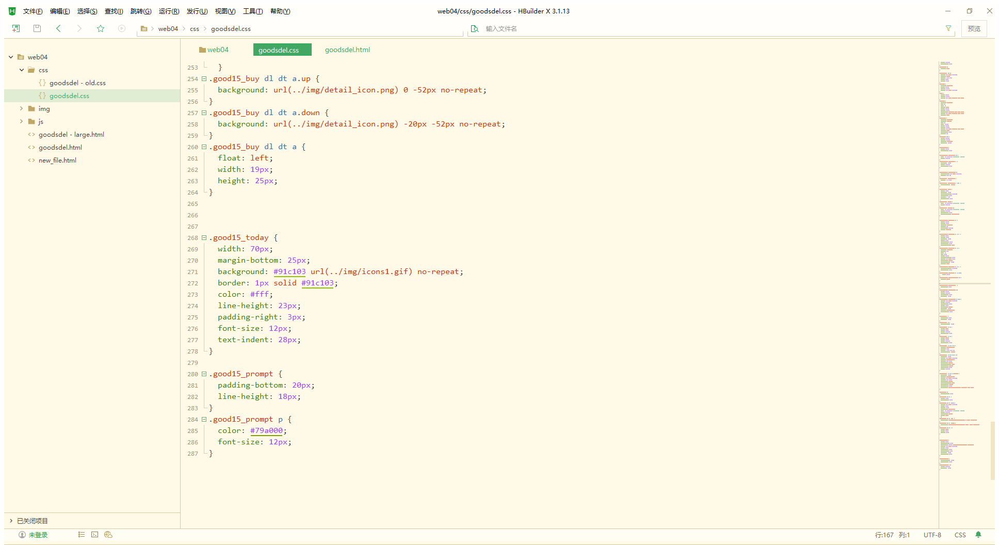 文件(F) 编辑(E) 选择(S) 查找(I) 跳转(G) 运行(R) 发行(U) 视图(V) 工具(T) 帮助(Y)
web04/css/goodsdel.css - HBuilder X 3.1.13
web04 css goodsdel.css
输入文件名
预览
web04
css
goodsdel - old.css
goodsdel.css
img
js
goodsdel - large.html
goodsdel.html
new_file.html
已关闭项目
web04 goodsdel.css goodsdel.html
253 }
254 .good15_buy dl dt a.up {
255 background: url(../img/detail_icon.png) 0 -52px no-repeat;
256 }
257 .good15_buy dl dt a.down {
258 background: url(../img/detail_icon.png) -20px -52px no-repeat;
259 }
260 .good15_buy dl dt a {
261 float: left;
262 width: 19px;
263 height: 25px;
264 }
265
266
267
268 .good15_today {
269 width: 70px;
270 margin-bottom: 25px;
271 background: #91c103 url(../img/icons1.gif) no-repeat;
272 border: 1px solid #91c103;
273 color: #fff;
274 line-height: 23px;
275 padding-right: 3px;
276 font-size: 12px;
277 text-indent: 28px;
278 }
279
280 .good15_prompt {
281 padding-bottom: 20px;
282 line-height: 18px;
283 }
284 .good15_prompt p {
285 color: #79a000;
286 font-size: 12px;
287 }
未登录
行:167 列:1 UTF-8 CSS